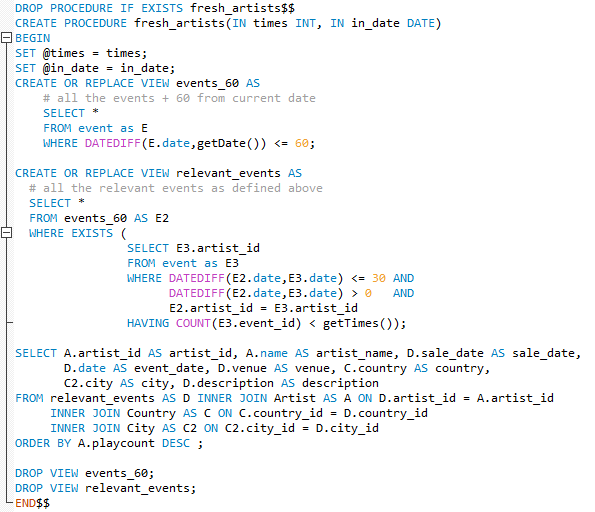 DROP PROCEDURE IF EXISTS fresh_artists$$
CREATE PROCEDURE fresh_artists(IN times INT, IN in_date DATE)
BEGIN
SET @times = times;
SET @in_date = in_date;
CREATE OR REPLACE VIEW events_60 AS
# all the events + 60 from current date
SELECT *
FROM event as E
WHERE DATEDIFF(E.date,getDate()) <= 60;
CREATE OR REPLACE VIEW relevant_events AS
# all the relevant events as defined above
SELECT *
FROM events_60 AS E2
WHERE EXISTS (
SELECT E3.artist_id
FROM event as E3
WHERE DATEDIFF(E2.date,E3.date) <= 30 AND
DATEDIFF(E2.date,E3.date) > 0 AND
E2.artist_id = E3.artist_id
HAVING COUNT(E3.event_id) < getTimes());
SELECT A.artist_id AS artist_id, A.name AS artist_name, D.sale_date AS sale_date,
D.date AS event_date, D.venue AS venue, C.country AS country,
C2.city AS city, D.description AS description
FROM relevant_events AS D INNER JOIN Artist AS A ON D.artist_id = A.artist_id
INNER JOIN Country AS C ON C.country_id = D.country_id
INNER JOIN City AS C2 ON C2.city_id = D.city_id
ORDER BY A.playcount DESC ;
DROP VIEW events_60;
DROP VIEW relevant_events;
END$$